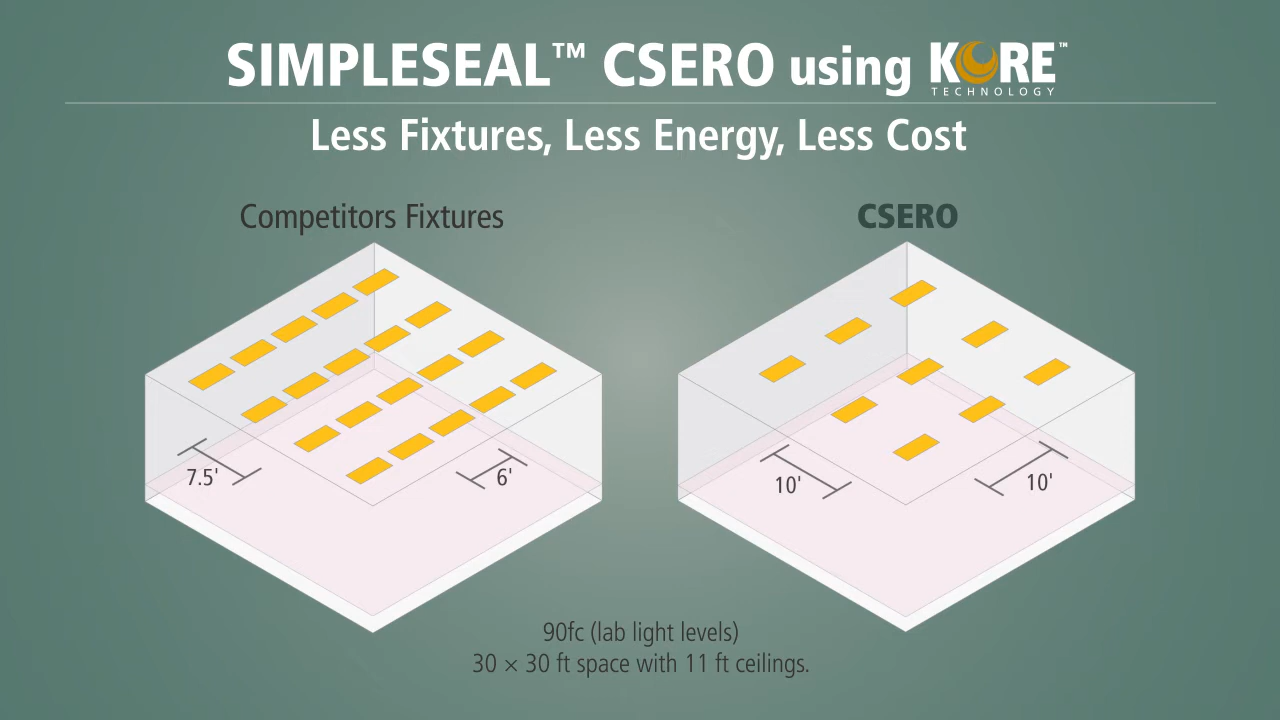 SIMPLESEAL™ CSERO using KORE™
TECHNOLOGY
Less Fixtures, Less Energy, Less Cost
Competitors Fixtures
CSERO
7.5'
6'
10'
10'
90fc (lab light levels)
30 × 30 ft space with 11 ft ceilings.